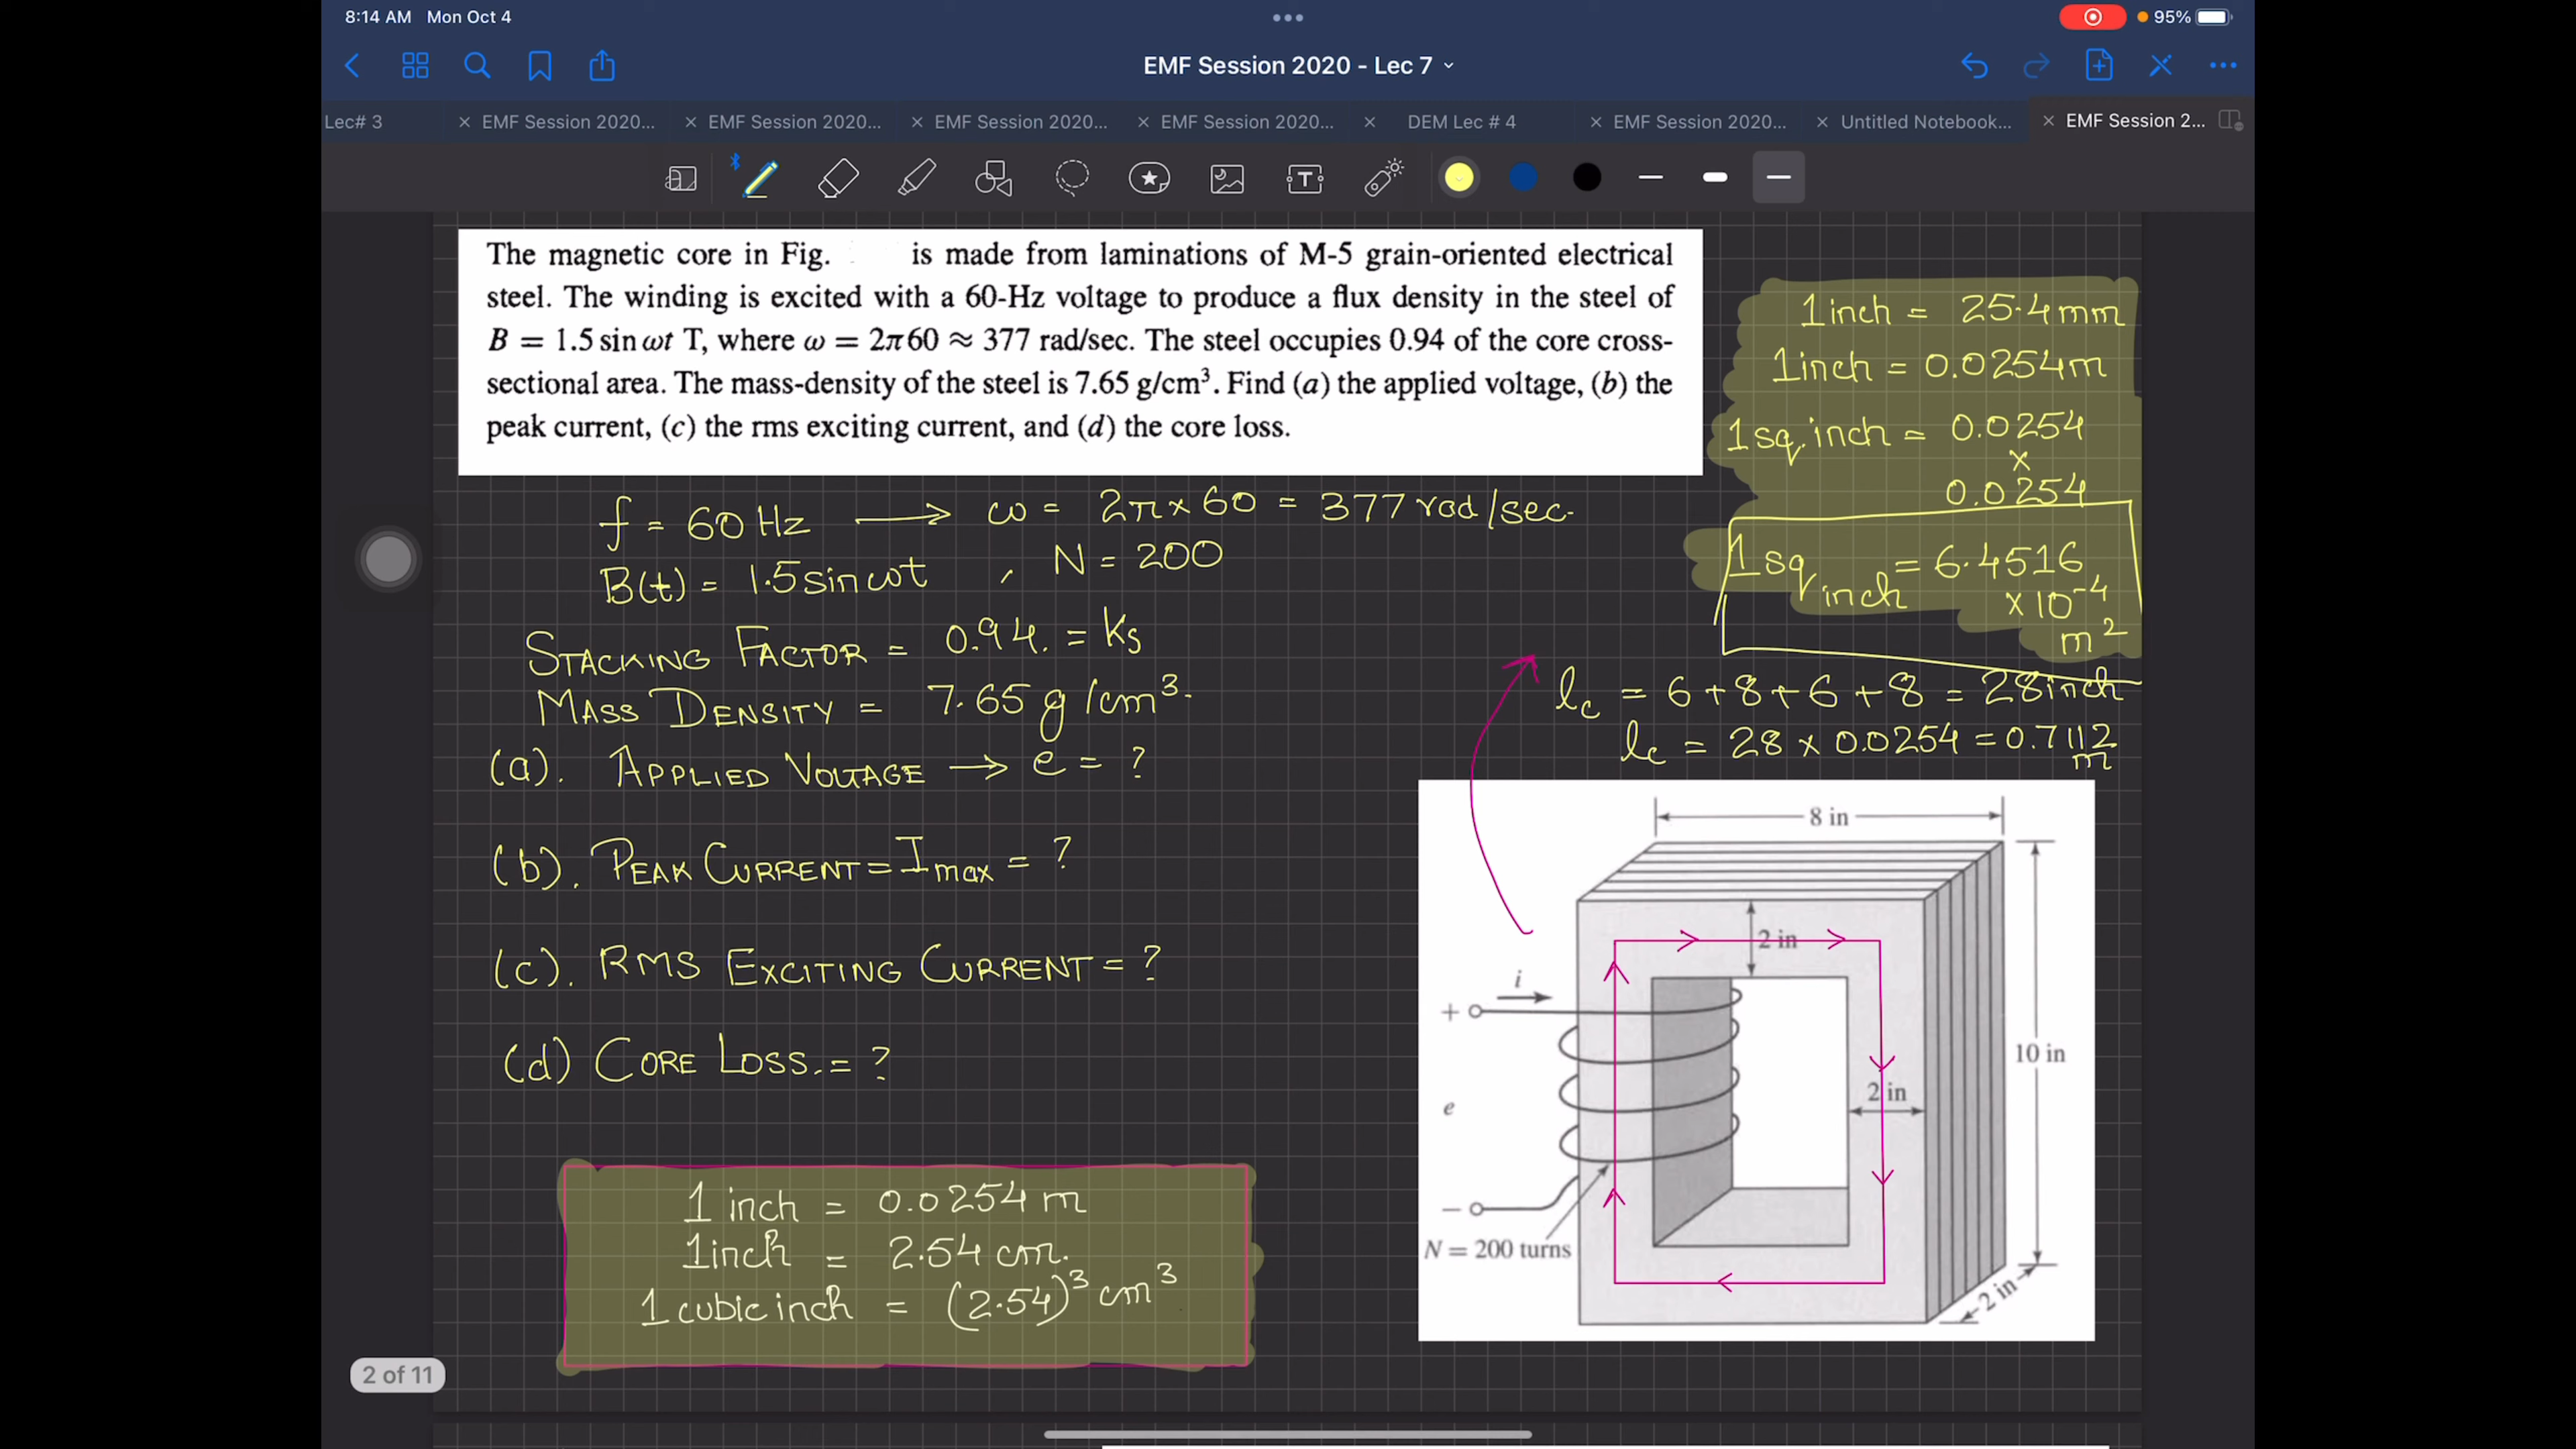 8:14 AM Mon Oct 4
95%
EMF Session 2020 - Lec 7
Lec# 3
EMF Session 2020...
EMF Session 2020...
EMF Session 2020...
EMF Session 2020...
DEM Lec # 4
EMF Session 2020...
Untitled Notebook...
EMF Session 2...
The magnetic core in Fig. is made from laminations of M-5 grain-oriented electrical
steel. The winding is excited with a 60-Hz voltage to produce a flux density in the steel of
B = 1.5 sin ωt T, where ω = 2π60 ≈ 377 rad/sec. The steel occupies 0.94 of the core cross-
sectional area. The mass-density of the steel is 7.65 g/cm³. Find (a) the applied voltage, (b) the
peak current, (c) the rms exciting current, and (d) the core loss.
1 inch = 25.4 mm
1 inch = 0.0254 m
1 sq. inch = 0.0254
×
0.0254
1 sq inch = 6.4516
×10⁻⁴
m²
f = 60 Hz → ω = 2π×60 = 377 rad/sec.
B(t) = 1.5 sin ωt , N = 200
STACKING FACTOR = 0.94. = ks
MASS DENSITY = 7.65 g/cm³.
(a). APPLIED VOLTAGE → e = ?
(b). PEAK CURRENT = Imax = ?
(c). RMS EXCITING CURRENT = ?
(d) CORE LOSS. = ?
lc = 6+8+6+8 = 28 inch
lc = 28 × 0.0254 = 0.7112
m
8 in
2 in
i
+
10 in
2 in
e
−
N = 200 turns
2 in
1 inch = 0.0254 m
1 inch = 2.54 cm.
1 cubic inch = (2.54)³ cm³
2 of 11